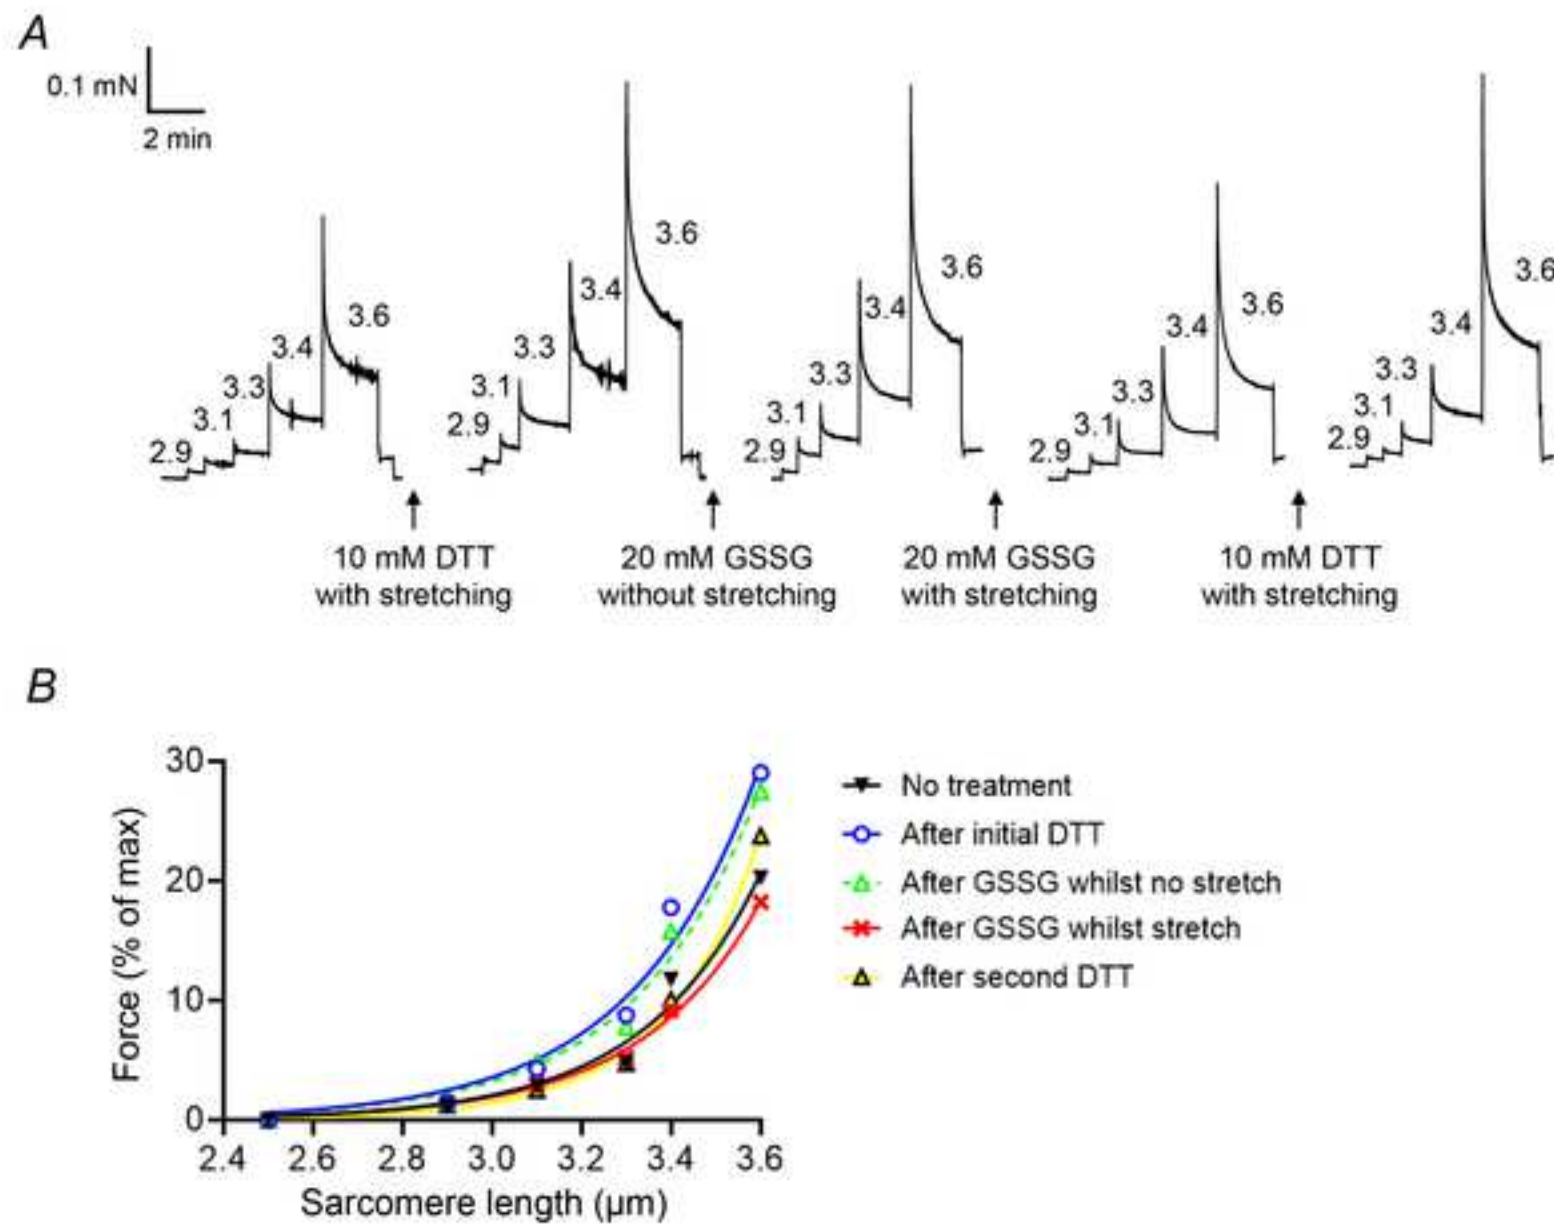 A
0.1 mN
2 min
2.9 3.1 3.3 3.4 3.6
2.9 3.1 3.3 3.4 3.6
2.9 3.1 3.3 3.4 3.6
2.9 3.1 3.3 3.4 3.6
2.9 3.1 3.3 3.4 3.6
10 mM DTT
with stretching
20 mM GSSG
without stretching
20 mM GSSG
with stretching
10 mM DTT
with stretching
B
Force (% of max)
30
20
10
0
2.4 2.6 2.8 3.0 3.2 3.4 3.6
Sarcomere length (µm)
No treatment
After initial DTT
After GSSG whilst no stretch
After GSSG whilst stretch
After second DTT